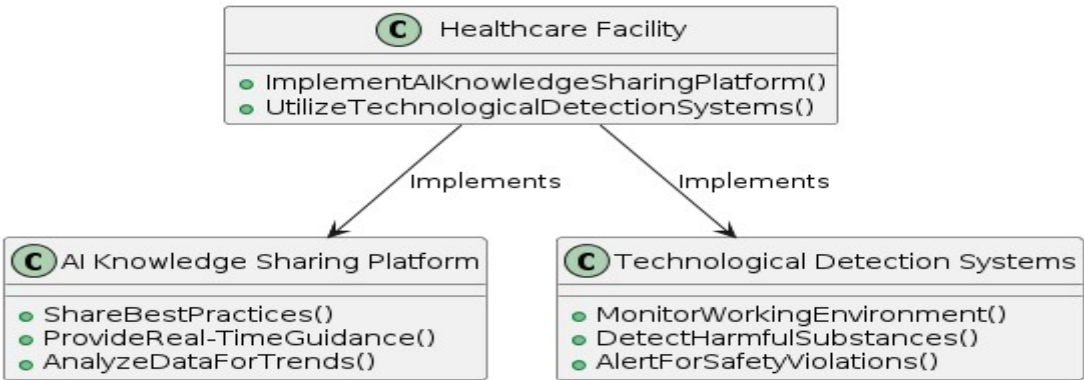 C Healthcare Facility
ImplementAIKnowledgeSharingPlatform()
UtilizeTechnologicalDetectionSystems()
Implements
Implements
C AI Knowledge Sharing Platform
ShareBestPractices()
ProvideReal-TimeGuidance()
AnalyzeDataForTrends()
C Technological Detection Systems
MonitorWorkingEnvironment()
DetectHarmfulSubstances()
AlertForSafetyViolations()